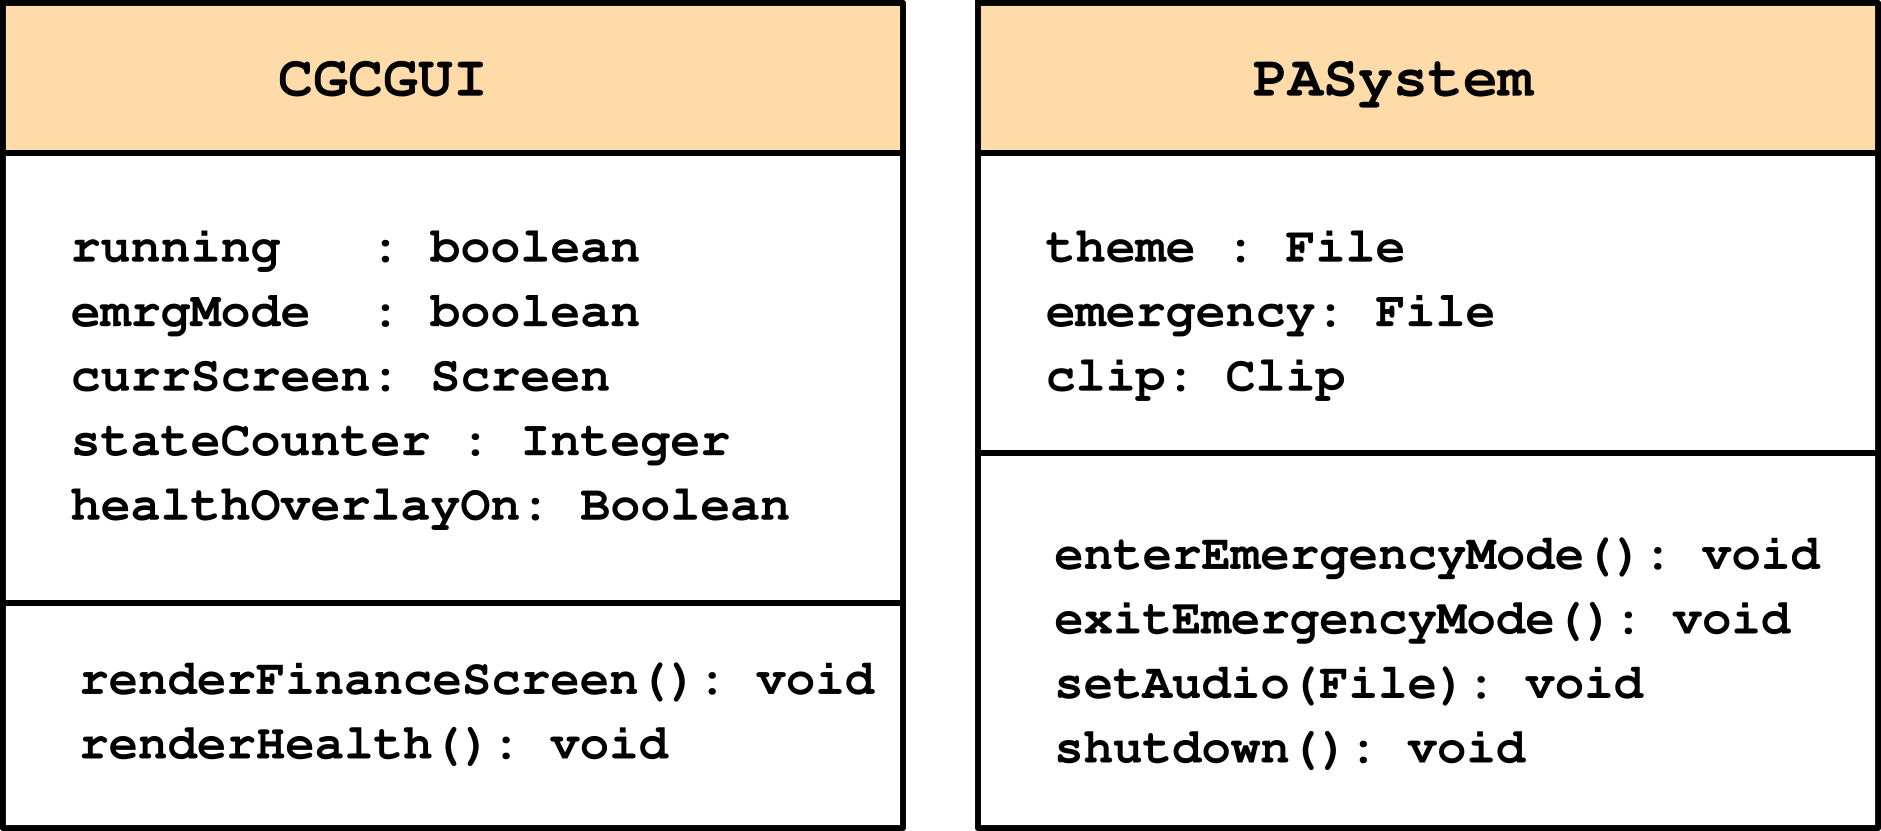 CGCGUI
running   : boolean
emrgMode  : boolean
currScreen: Screen
stateCounter : Integer
healthOverlayOn: Boolean
renderFinanceScreen(): void
renderHealth(): void
PASystem
theme : File
emergency: File
clip: Clip
enterEmergencyMode(): void
exitEmergencyMode(): void
setAudio(File): void
shutdown(): void